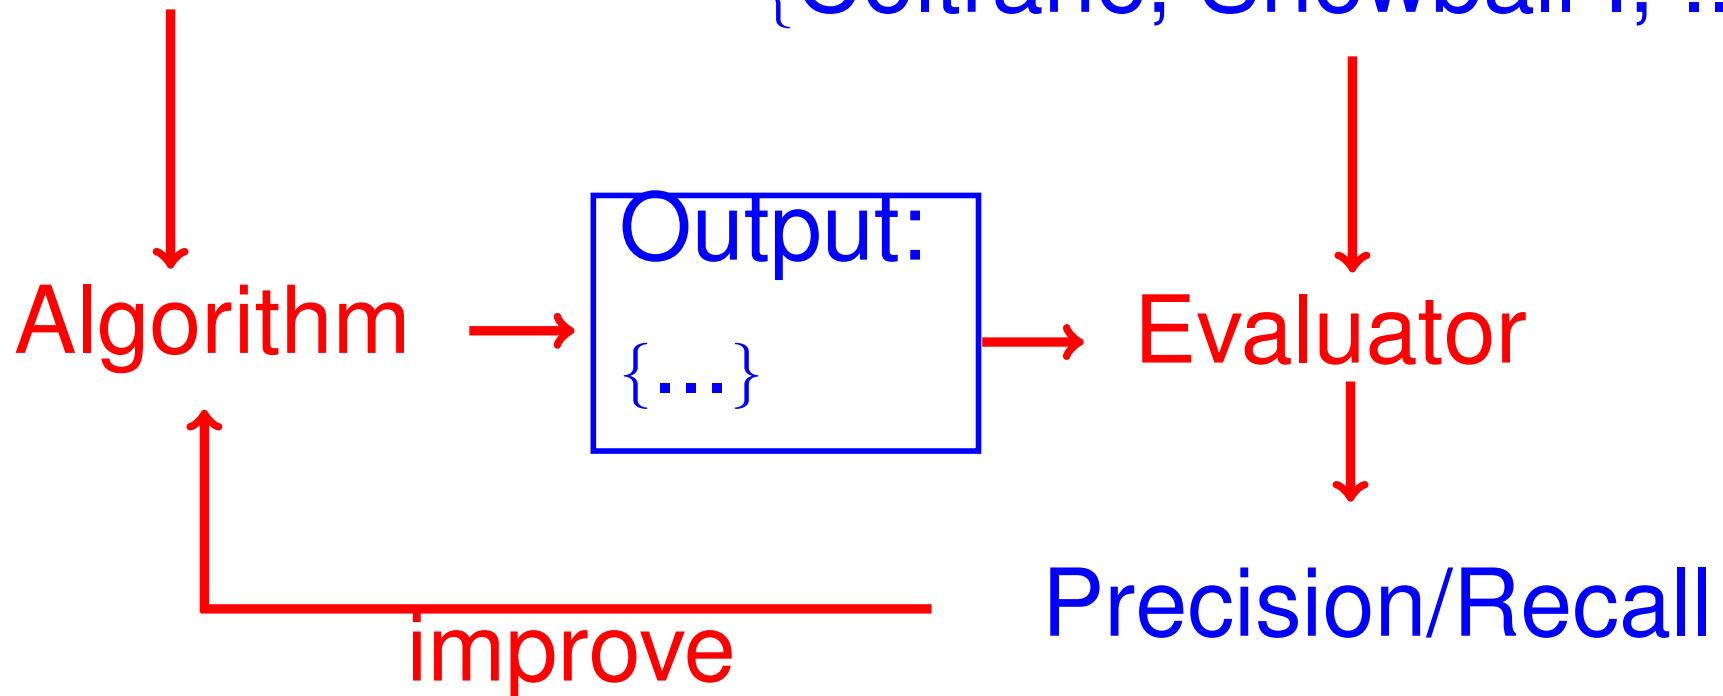 Output:
Algorithm
Evaluator
{...}
Precision/Recall
improve